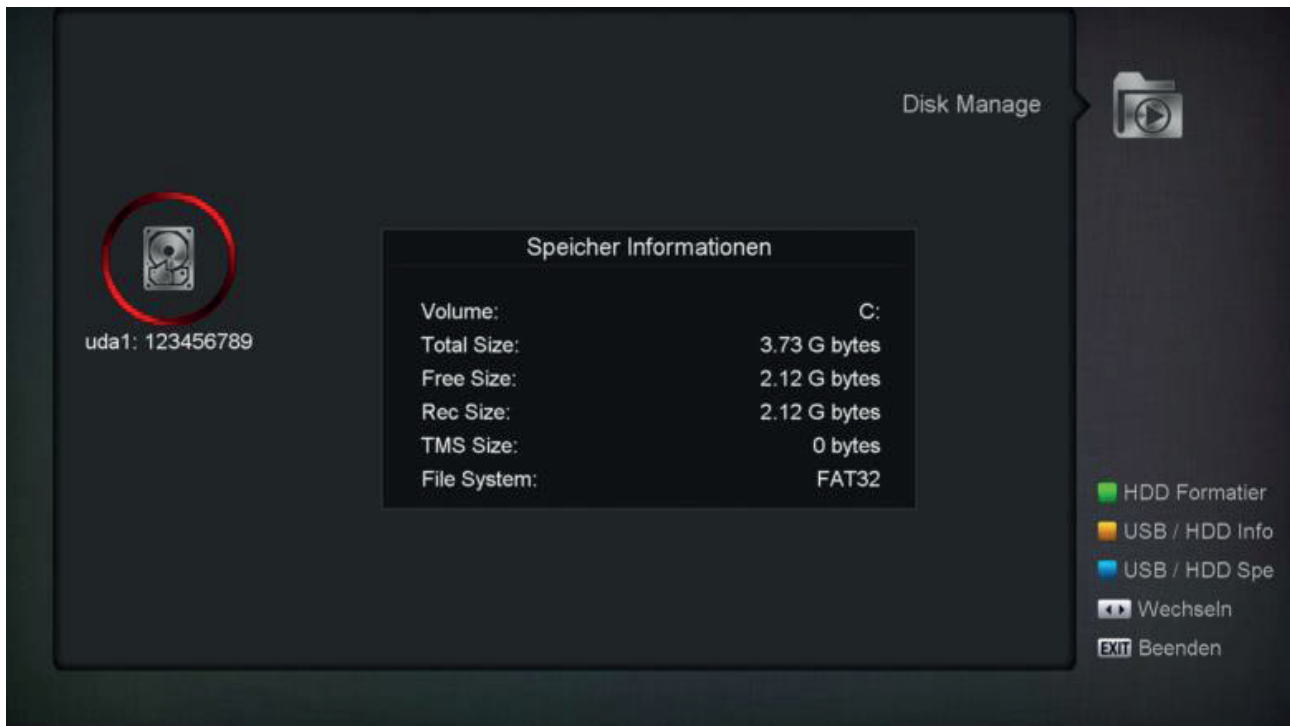 Disk Manage
uda1: 123456789
Speicher Informationen
Volume: C:
Total Size: 3.73 G bytes
Free Size: 2.12 G bytes
Rec Size: 2.12 G bytes
TMS Size: 0 bytes
File System: FAT32
HDD Formatier
USB / HDD Info
USB / HDD Spe
Wechseln
EXIT Beenden